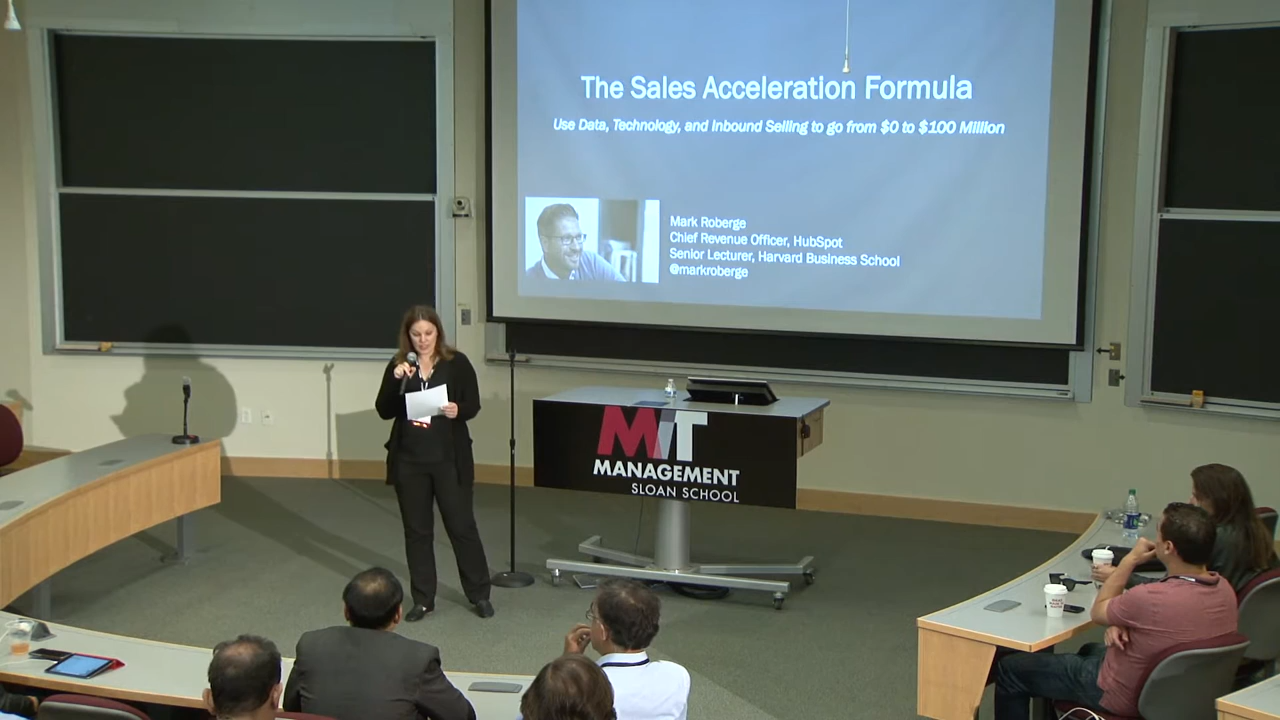 The Sales Acceleration Formula
Use Data, Technology, and Inbound Selling to go from $0 to $100 Million
Mark Roberge
Chief Revenue Officer, HubSpot
Senior Lecturer, Harvard Business School
@markroberge
MIT
MANAGEMENT
SLOAN SCHOOL